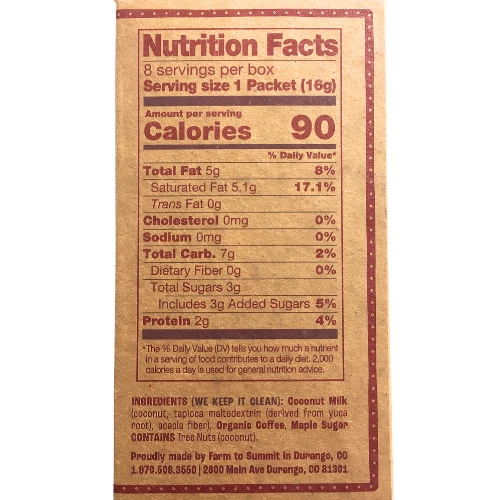 Nutrition Facts
8 servings per box
Serving size 1 Packet (16g)
Amount per serving
Calories 90
% Daily Value*
Total Fat 5g 8%
Saturated Fat 5.1g 17.1%
Trans Fat 0g
Cholesterol 0mg 0%
Sodium 0mg 0%
Total Carb. 7g 2%
Dietary Fiber 0g 0%
Total Sugars 3g
Includes 3g Added Sugars 5%
Protein 2g 4%
*The % Daily Value (DV) tells you how much a nutrient
in a serving of food contributes to a daily diet. 2,000
calories a day is used for general nutrition advice.
INGREDIENTS (WE KEEP IT CLEAN): Coconut Milk
(coconut, tapioca maltodextrin (derived from yuca
root), acacia fiber), Organic Coffee, Maple Sugar
CONTAINS Tree Nuts (coconut).
Proudly made by Farm to Summit in Durango, CO
1.970.508.3550 | 2800 Main Ave Durango, CO 81301